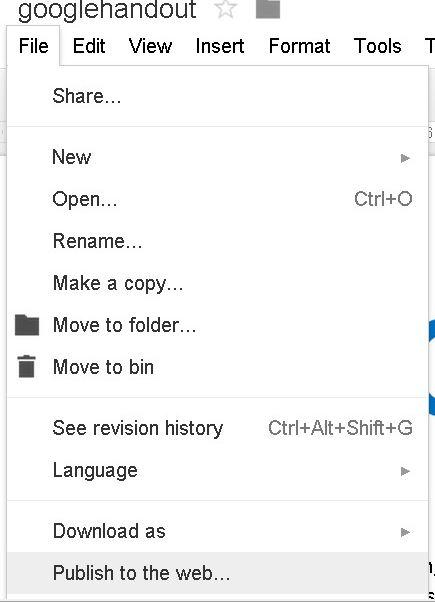 googlehandout
File Edit View Insert Format Tools T
Share...
New
Open... Ctrl+O
Rename...
Make a copy...
Move to folder...
Move to bin
See revision history Ctrl+Alt+Shift+G
Language
Download as
Publish to the web...